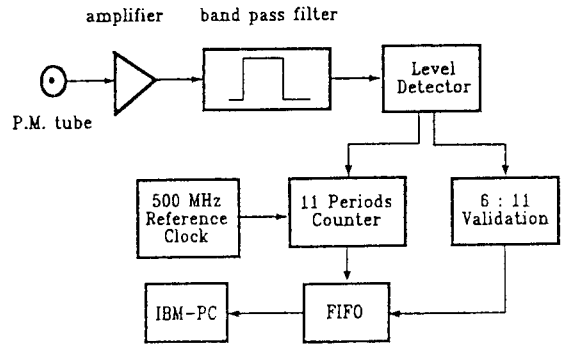 amplifier
band pass filter
Level
Detector
P.M. tube
500 MHz
Reference
Clock
11 Periods
Counter
6 : 11
Validation
IBM-PC
FIFO